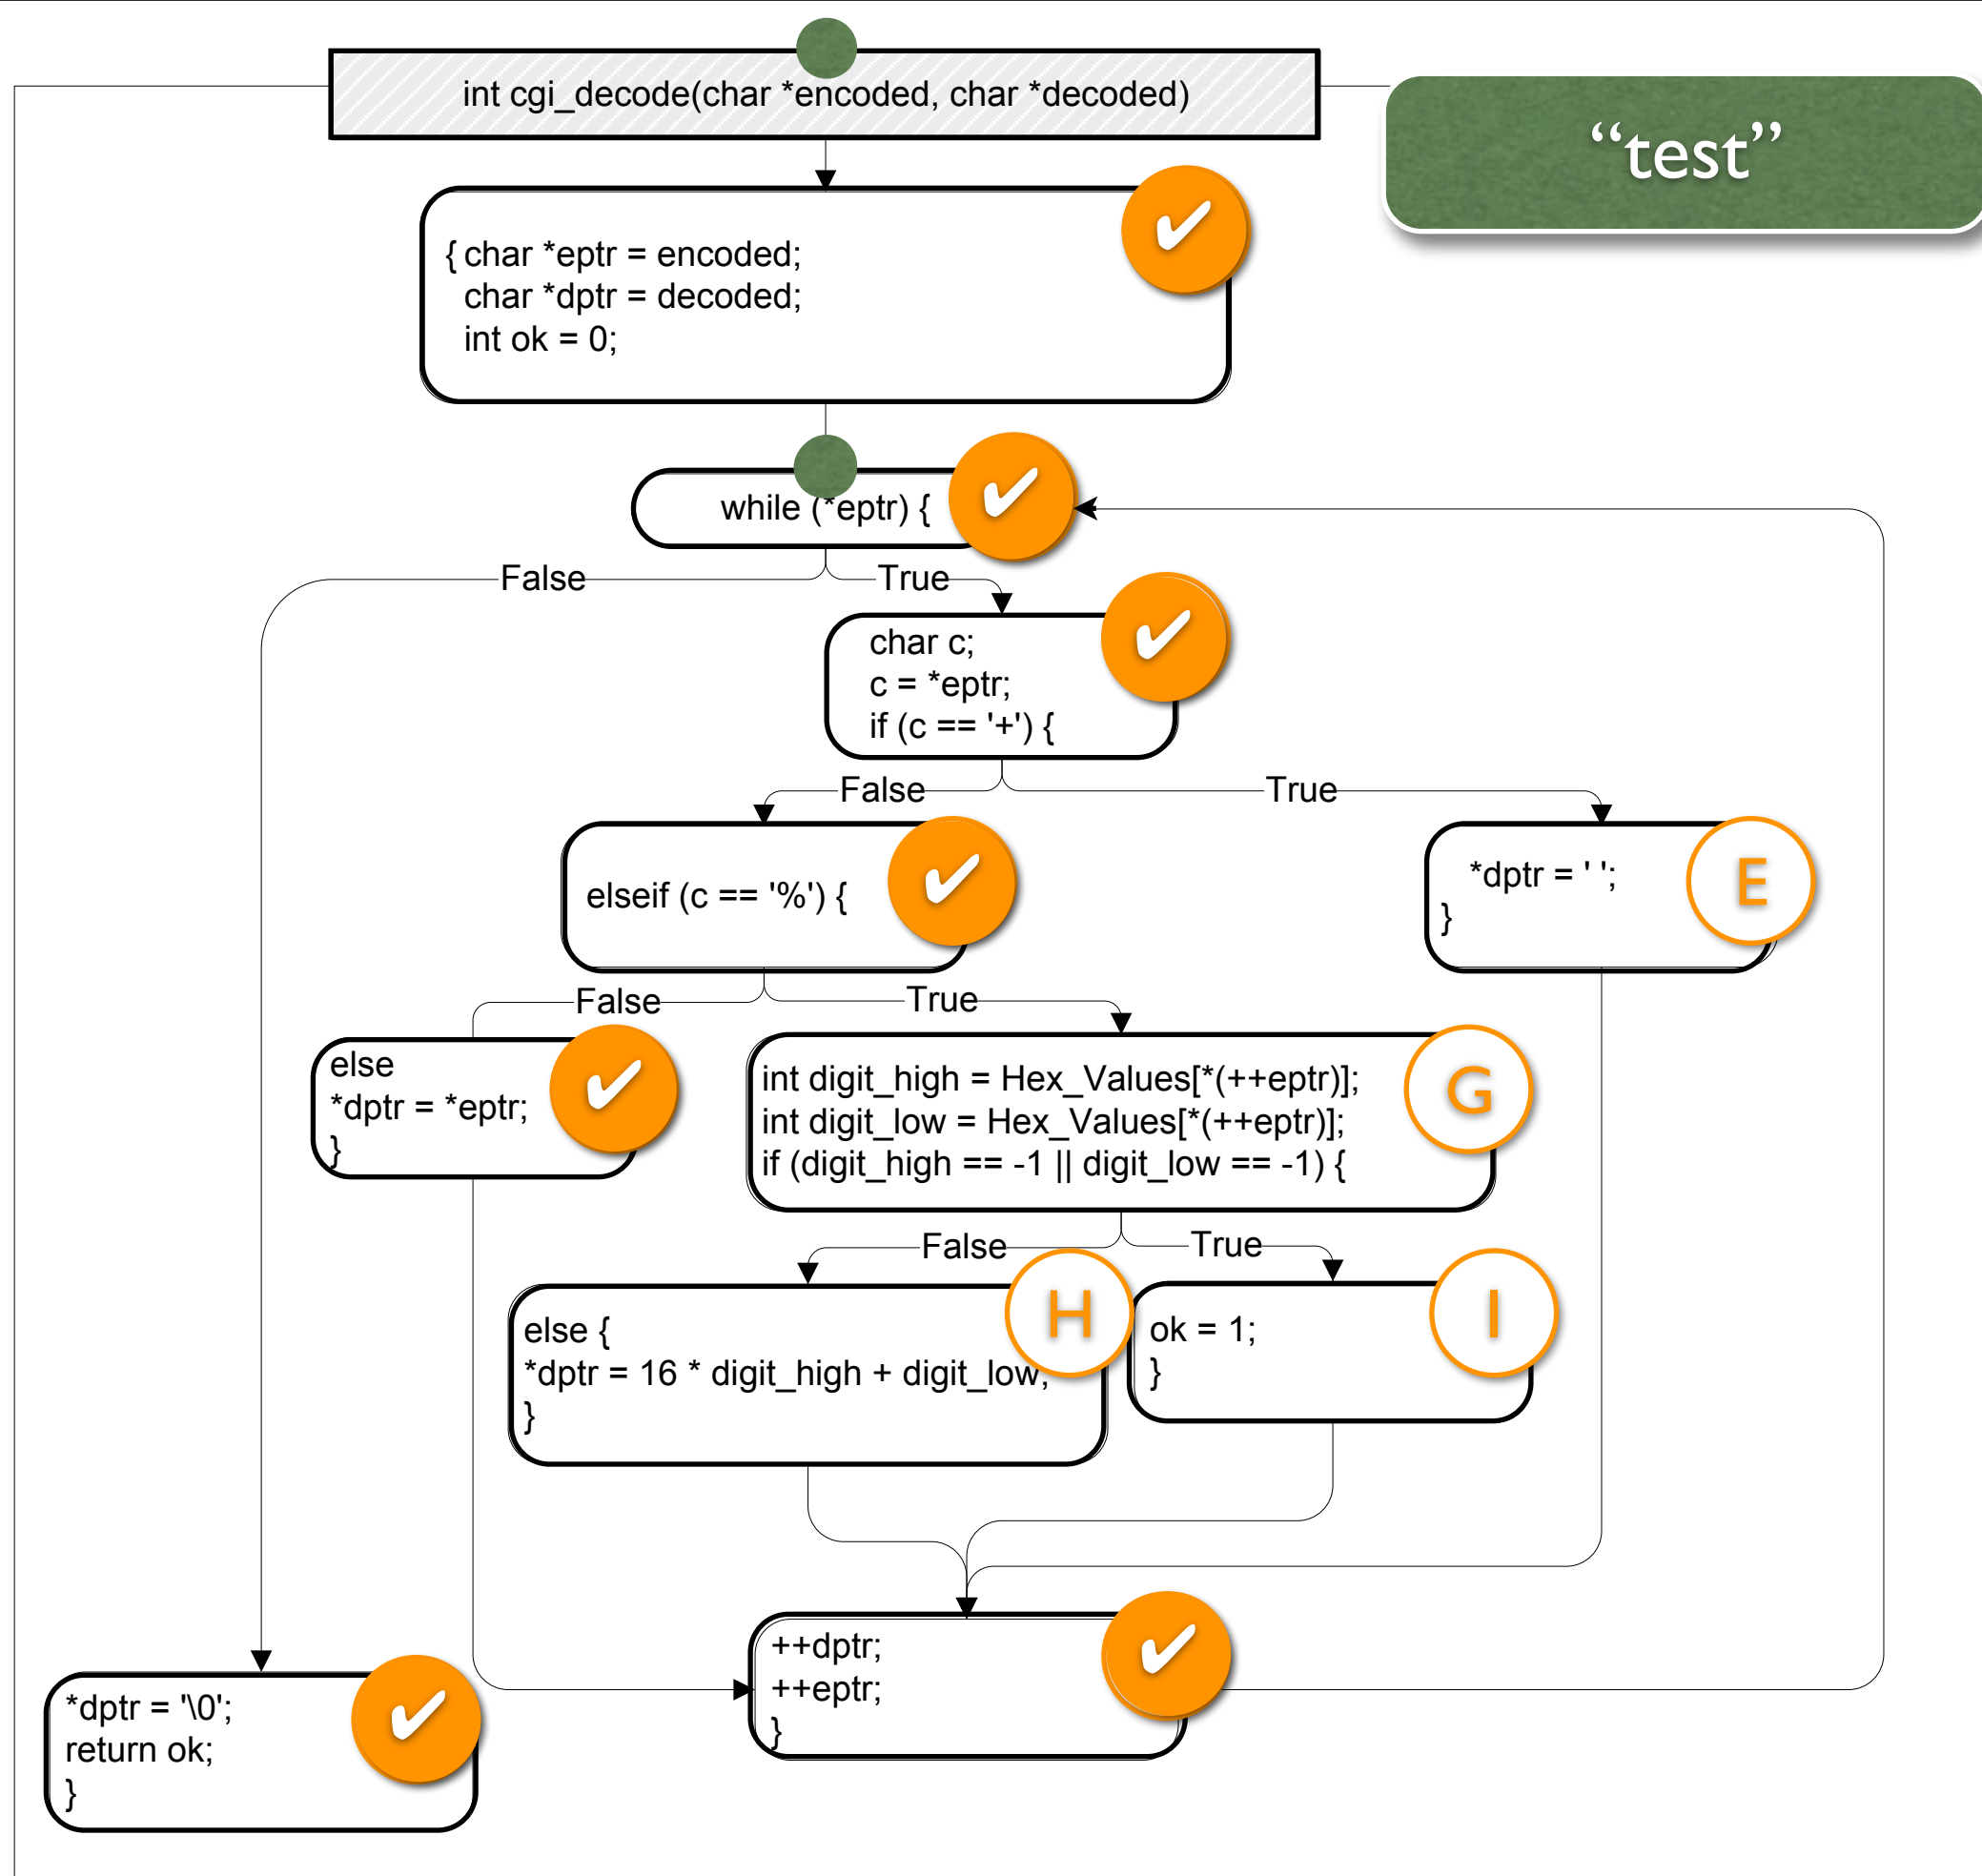 int cgi_decode(char *encoded, char *decoded)
“test”
{ char *eptr = encoded;
char *dptr = decoded;
int ok = 0;
while (*eptr) {
False
True
char c;
c = *eptr;
if (c == '+') {
False
True
elseif (c == '%') {
*dptr = ' ';
}
E
False
True
else
*dptr = *eptr;
}
int digit_high = Hex_Values[*(++eptr)];
int digit_low = Hex_Values[*(++eptr)];
if (digit_high == -1 || digit_low == -1) {
G
False
True
else {
*dptr = 16 * digit_high + digit_low;
}
H
ok = 1;
}
I
++dptr;
++eptr;
}
*dptr = '\0';
return ok;
}